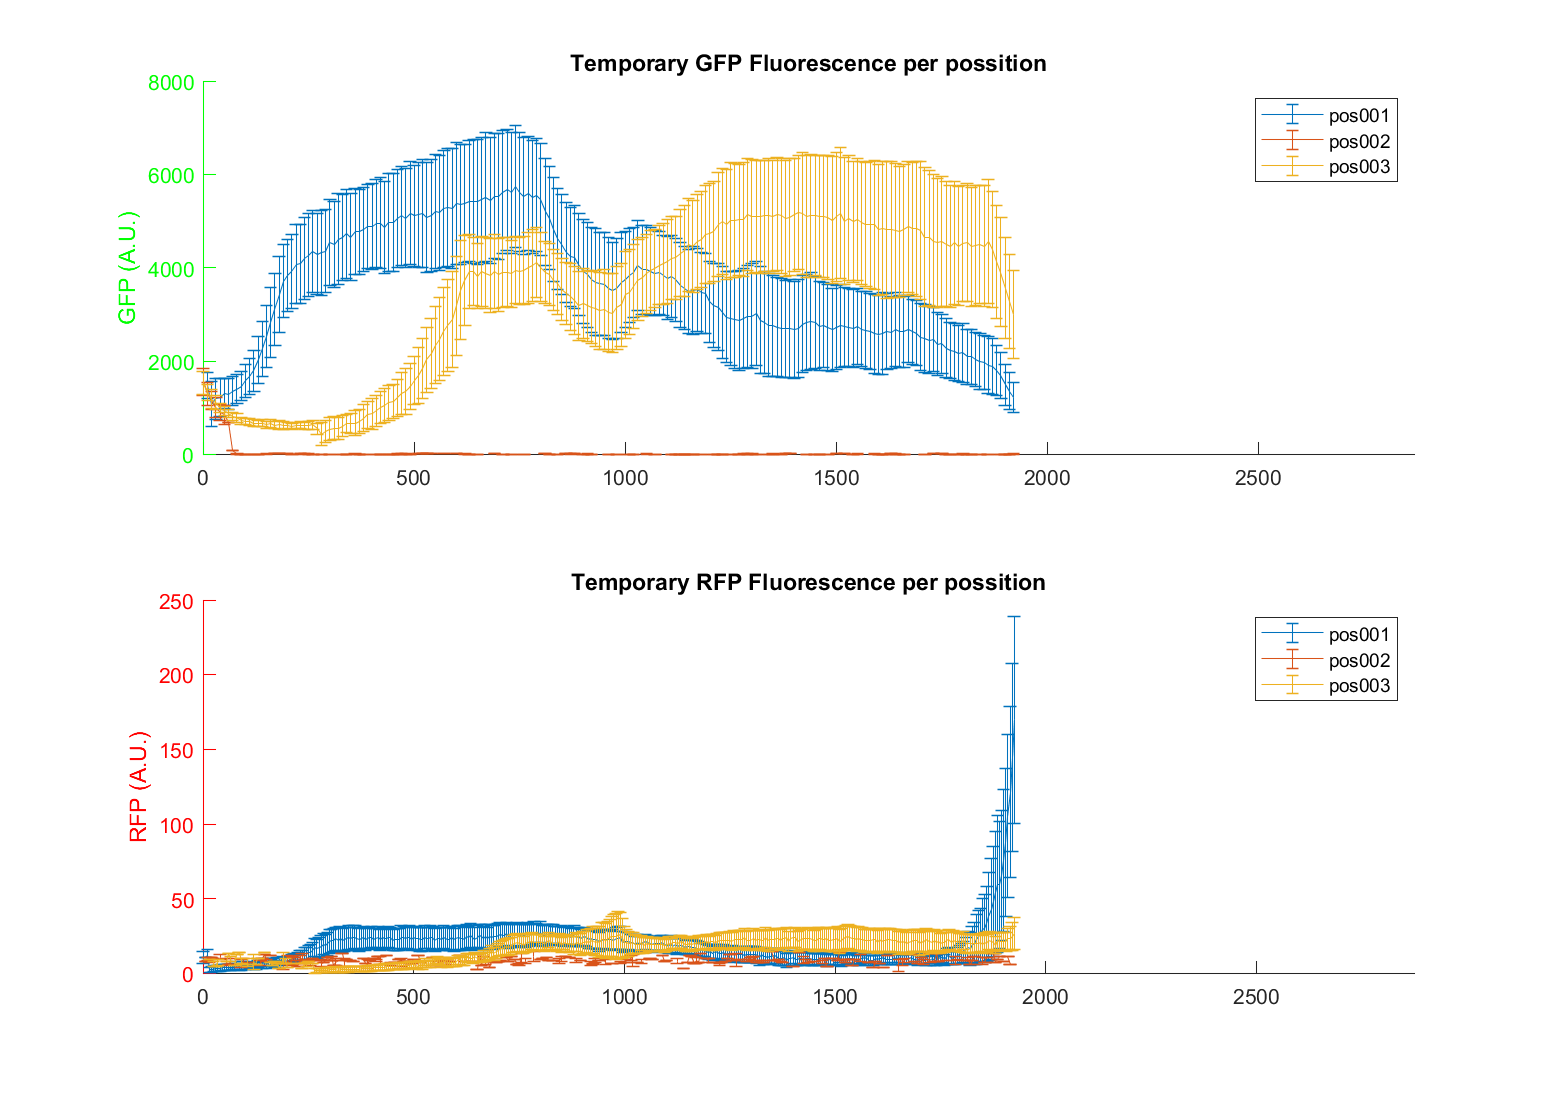 Temporary GFP Fluorescence per possition
8000
6000
4000
2000
0
GFP (A.U.)
0 500 1000 1500 2000 2500
pos001
pos002
pos003
Temporary RFP Fluorescence per possition
250
200
150
100
50
0
RFP (A.U.)
0 500 1000 1500 2000 2500
pos001
pos002
pos003